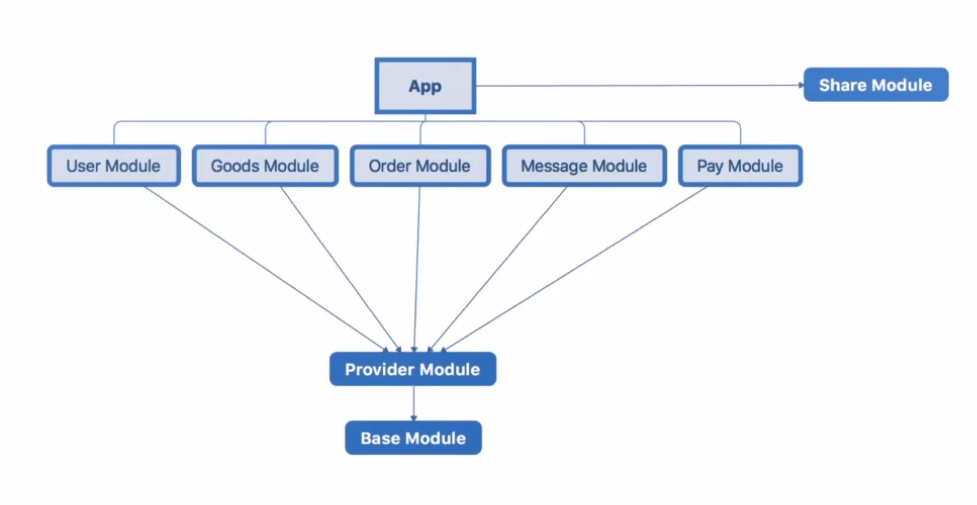 App
Share Module
User Module
Goods Module
Order Module
Message Module
Pay Module
Provider Module
Base Module